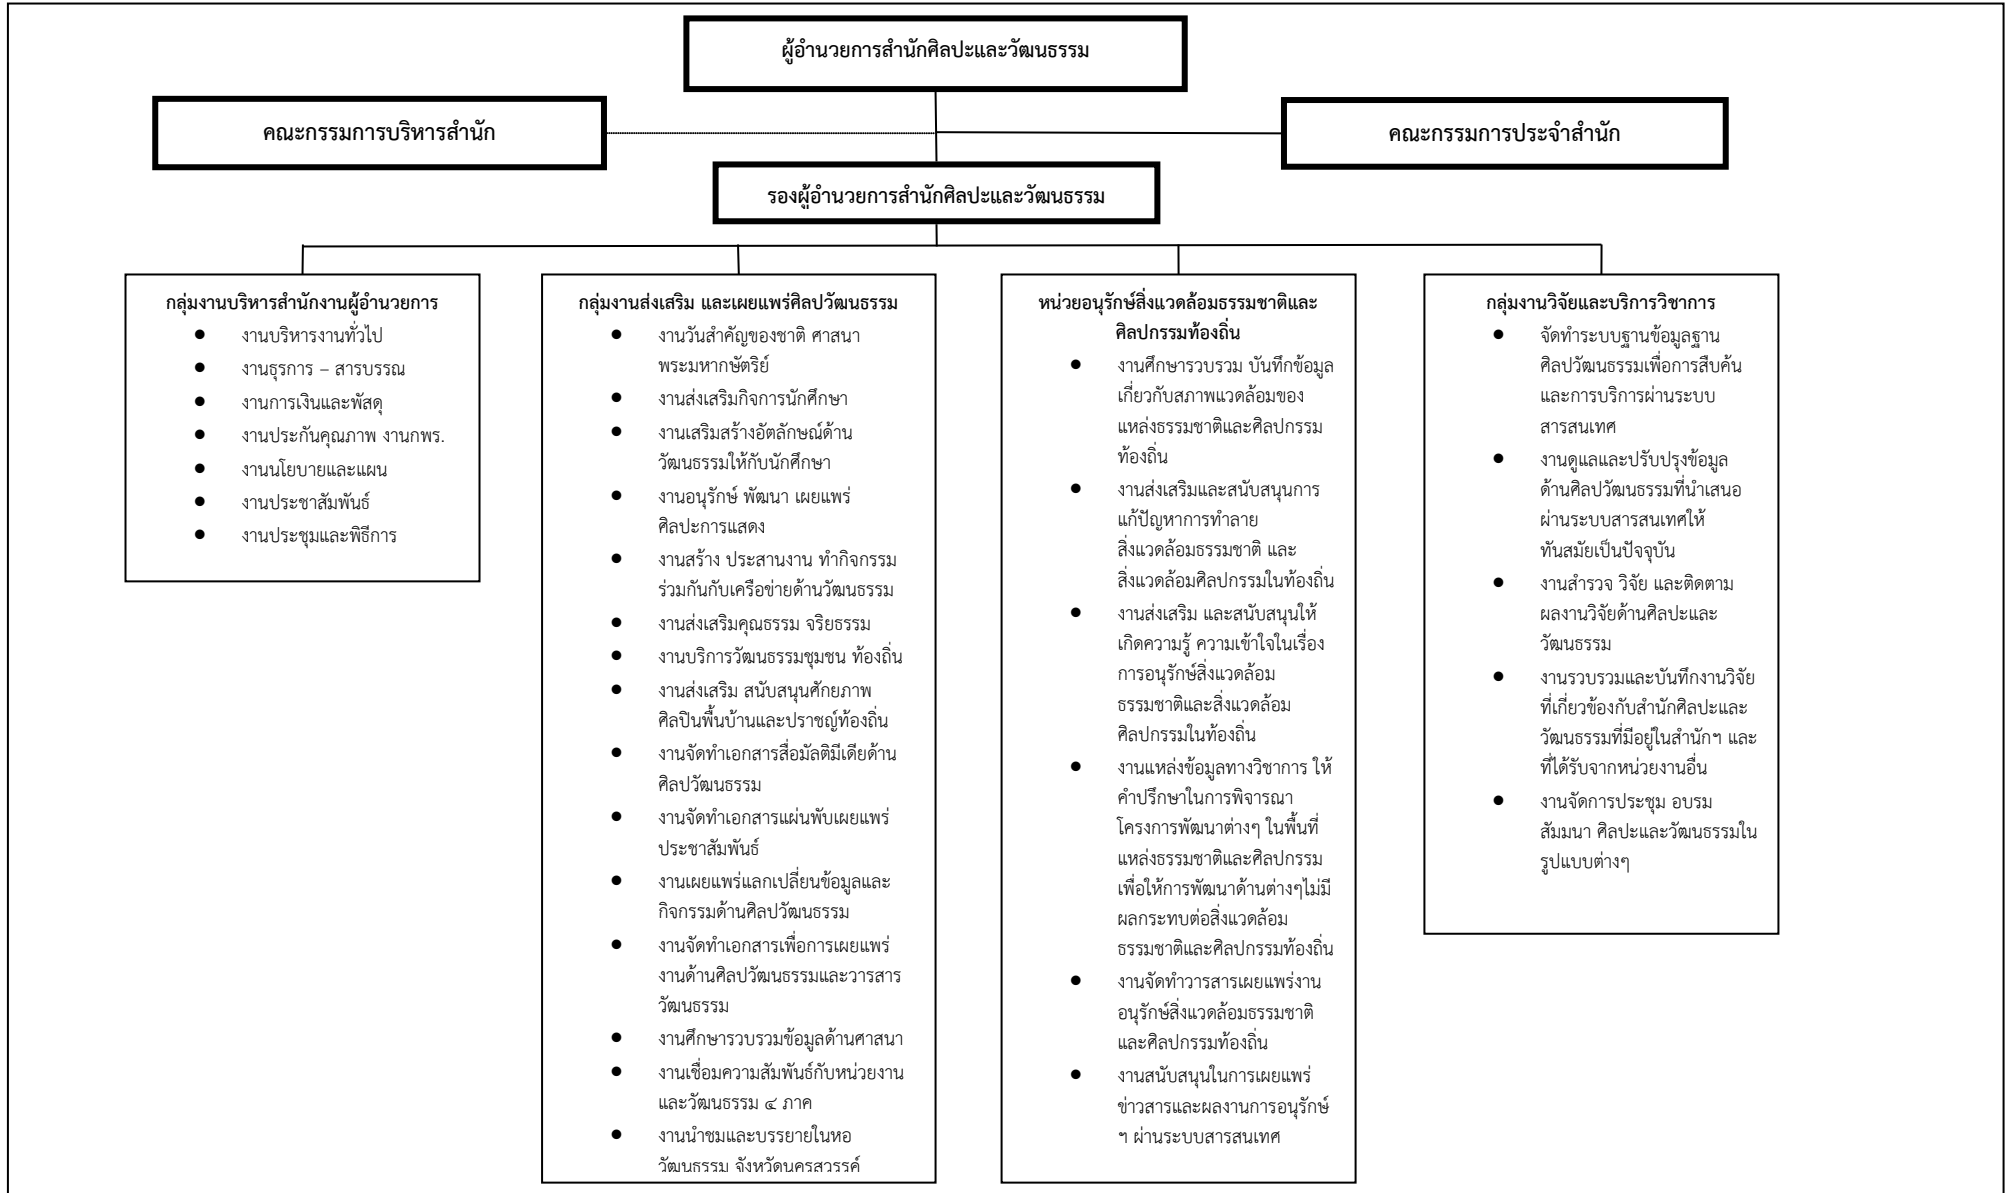 ผู้อำนวยการสำนักศิลปะและวัฒนธรรม
คณะกรรมการบริหารสำนัก
คณะกรรมการประจำสำนัก
รองผู้อำนวยการสำนักศิลปะและวัฒนธรรม
กลุ่มงานบริหารสำนักงานผู้อำนวยการ
● งานบริหารงานทั่วไป
● งานธุรการ – สารบรรณ
● งานการเงินและพัสดุ
● งานประกันคุณภาพ งานกพร.
● งานนโยบายและแผน
● งานประชาสัมพันธ์
● งานประชุมและพิธีการ
กลุ่มงานส่งเสริม และเผยแพร่ศิลปวัฒนธรรม
● งานวันสำคัญของชาติ ศาสนา
พระมหากษัตริย์
● งานส่งเสริมกิจการนักศึกษา
● งานเสริมสร้างอัตลักษณ์ด้าน
วัฒนธรรมให้กับนักศึกษา
● งานอนุรักษ์ พัฒนา เผยแพร่
ศิลปะการแสดง
● งานสร้าง ประสานงาน ทำกิจกรรม
ร่วมกันกับเครือข่ายด้านวัฒนธรรม
● งานส่งเสริมคุณธรรม จริยธรรม
● งานบริการวัฒนธรรมชุมชน ท้องถิ่น
● งานส่งเสริม สนับสนุนศักยภาพ
ศิลปินพื้นบ้านและปราชญ์ท้องถิ่น
● งานจัดทำเอกสารสื่อมัลติมีเดียด้าน
ศิลปวัฒนธรรม
● งานจัดทำเอกสารแผ่นพับเผยแพร่
ประชาสัมพันธ์
● งานเผยแพร่แลกเปลี่ยนข้อมูลและ
กิจกรรมด้านศิลปวัฒนธรรม
● งานจัดทำเอกสารเพื่อการเผยแพร่
งานด้านศิลปวัฒนธรรมและวารสาร
วัฒนธรรม
● งานศึกษารวบรวมข้อมูลด้านศาสนา
● งานเชื่อมความสัมพันธ์กับหน่วยงาน
และวัฒนธรรม ๔ ภาค
● งานนำชมและบรรยายในหอ
วัฒนธรรม จังหวัดนครสวรรค์
หน่วยอนุรักษ์สิ่งแวดล้อมธรรมชาติและ
ศิลปกรรมท้องถิ่น
● งานศึกษารวบรวม บันทึกข้อมูล
เกี่ยวกับสภาพแวดล้อมของ
แหล่งธรรมชาติและศิลปกรรม
ท้องถิ่น
● งานส่งเสริมและสนับสนุนการ
แก้ปัญหาการทำลาย
สิ่งแวดล้อมธรรมชาติ และ
สิ่งแวดล้อมศิลปกรรมในท้องถิ่น
● งานส่งเสริม และสนับสนุนให้
เกิดความรู้ ความเข้าใจในเรื่อง
การอนุรักษ์สิ่งแวดล้อม
ธรรมชาติและสิ่งแวดล้อม
ศิลปกรรมในท้องถิ่น
● งานแหล่งข้อมูลทางวิชาการ ให้
คำปรึกษาในการพิจารณา
โครงการพัฒนาต่างๆ ในพื้นที่
แหล่งธรรมชาติและศิลปกรรม
เพื่อให้การพัฒนาด้านต่างๆไม่มี
ผลกระทบต่อสิ่งแวดล้อม
ธรรมชาติและศิลปกรรมท้องถิ่น
● งานจัดทำวารสารเผยแพร่งาน
อนุรักษ์สิ่งแวดล้อมธรรมชาติ
และศิลปกรรมท้องถิ่น
● งานสนับสนุนในการเผยแพร่
ข่าวสารและผลงานการอนุรักษ์
ฯ ผ่านระบบสารสนเทศ
กลุ่มงานวิจัยและบริการวิชาการ
● จัดทำระบบฐานข้อมูลฐาน
ศิลปวัฒนธรรมเพื่อการสืบค้น
และการบริการผ่านระบบ
สารสนเทศ
● งานดูแลและปรับปรุงข้อมูล
ด้านศิลปวัฒนธรรมที่นำเสนอ
ผ่านระบบสารสนเทศให้
ทันสมัยเป็นปัจจุบัน
● งานสำรวจ วิจัย และติดตาม
ผลงานวิจัยด้านศิลปะและ
วัฒนธรรม
● งานรวบรวมและบันทึกงานวิจัย
ที่เกี่ยวข้องกับสำนักศิลปะและ
วัฒนธรรมที่มีอยู่ในสำนักฯ และ
ที่ได้รับจากหน่วยงานอื่น
● งานจัดการประชุม อบรม
สัมมนา ศิลปะและวัฒนธรรมใน
รูปแบบต่างๆ